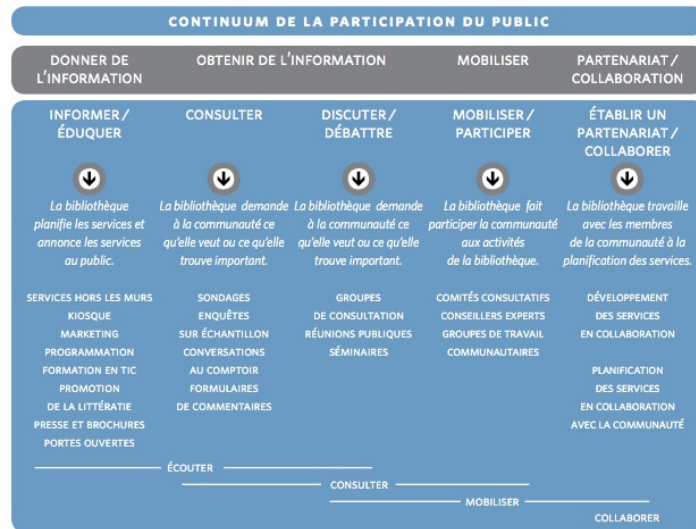 CONTINUUM DE LA PARTICIPATION DU PUBLIC
DONNER DE
L'INFORMATION
OBTENIR DE L'INFORMATION
MOBILISER
PARTENARIAT /
COLLABORATION
INFORMER /
ÉDUQUER
La bibliothèque
planifie les services et
annonce les services
au public.
SERVICES HORS LES MURS
KIOSQUE
MARKETING
PROGRAMMATION
FORMATION EN TIC
PROMOTION
DE LA LITTÉRATIE
PRESSE ET BROCHURES
PORTES OUVERTES
CONSULTER
La bibliothèque demande
à la communauté ce
qu'elle veut ou ce qu'elle
trouve important.
SONDAGES
ENQUÊTES
SUR ÉCHANTILLON
CONVERSATIONS
AU COMPTOIR
FORMULAIRES
DE COMMENTAIRES
DISCUTER /
DÉBATTRE
La bibliothèque demande
à la communauté ce
qu'elle veut ou ce qu'elle
trouve important.
GROUPES
DE CONSULTATION
RÉUNIONS PUBLIQUES
SÉMINAIRES
MOBILISER /
PARTICIPER
La bibliothèque fait
participer la communauté
aux activités
de la bibliothèque.
COMITÉS CONSULTATIFS
CONSEILLERS EXPERTS
GROUPES DE TRAVAIL
COMMUNAUTAIRES
ÉTABLIR UN
PARTENARIAT /
COLLABORER
La bibliothèque travaille
avec les membres
de la communauté à la
planification des services.
DÉVELOPPEMENT
DES SERVICES
EN COLLABORATION
PLANIFICATION
DES SERVICES
EN COLLABORATION
AVEC LA COMMUNAUTÉ
ÉCOUTER
CONSULTER
MOBILISER
COLLABORER